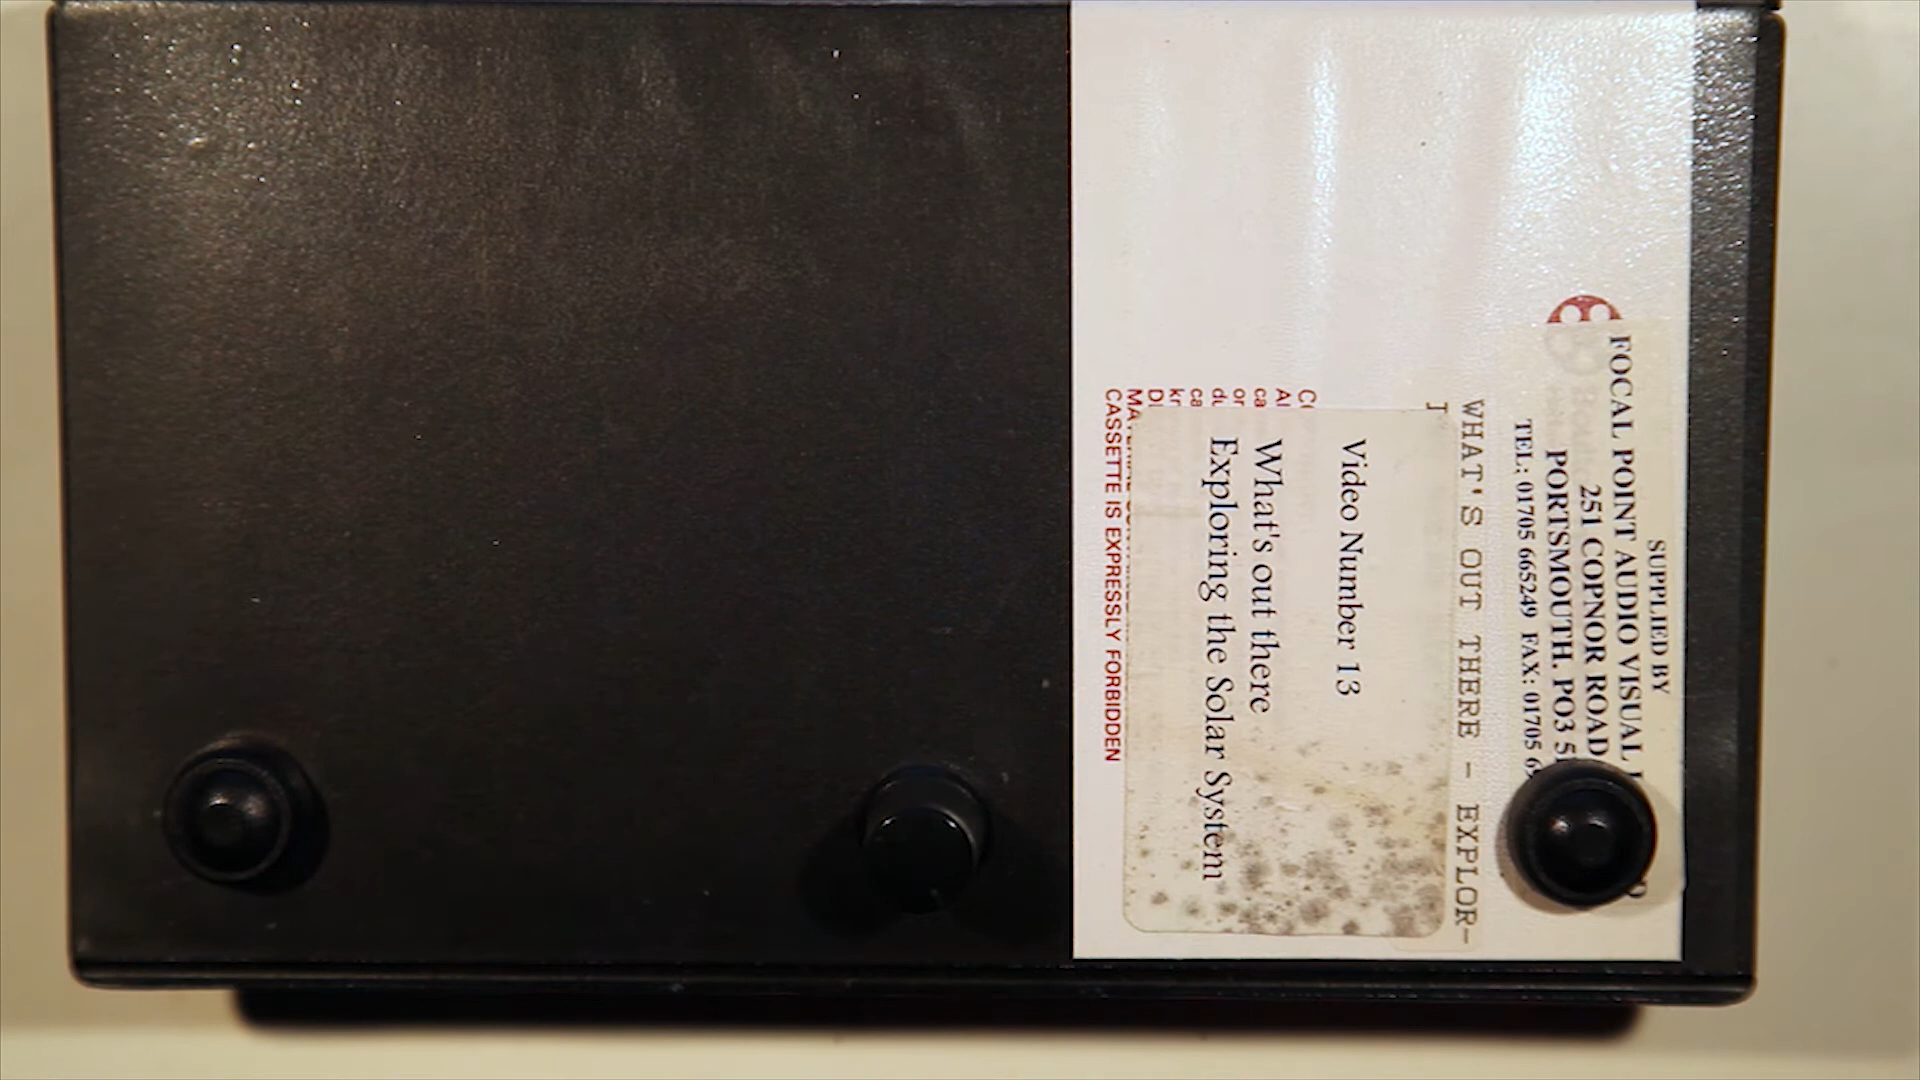 SUPPLIED BY
FOCAL POINT AUDIO VISUAL
251 COPNOR ROAD
PORTSMOUTH. PO3
TEL: 01705 665249 FAX: 01705
WHAT'S OUT THERE - EXPLOR-
I
Video Number 13
What's out there
Exploring the Solar System
CASSETTE IS EXPRESSLY FORBIDDEN